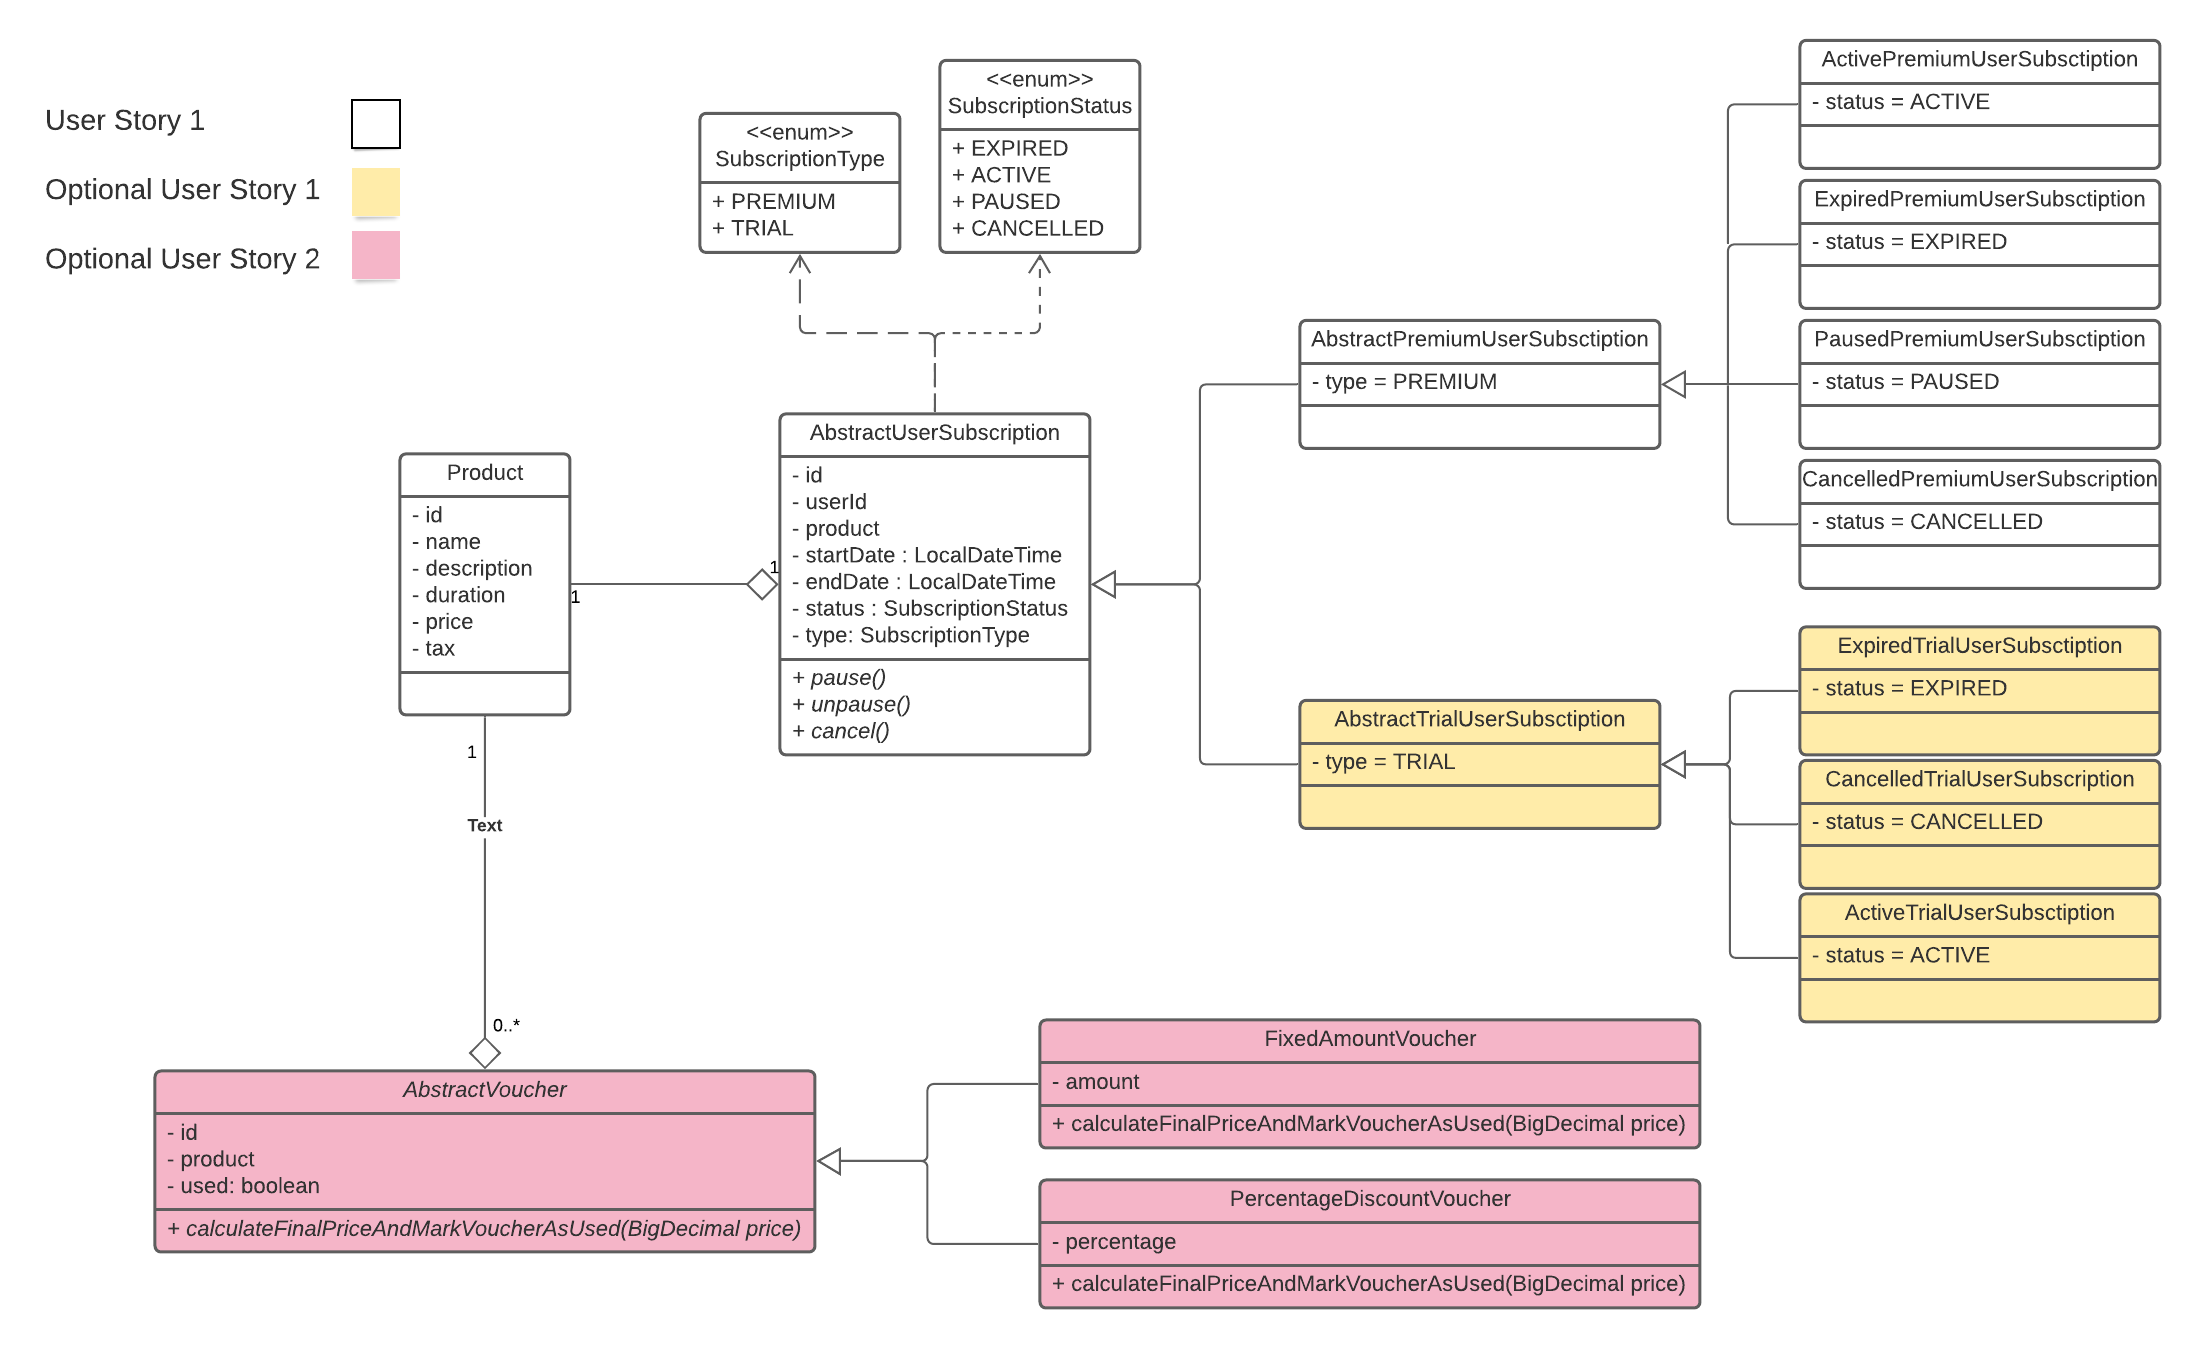 User Story 1
Optional User Story 1
Optional User Story 2
<<enum>>
SubscriptionType
+ PREMIUM
+ TRIAL
<<enum>>
SubscriptionStatus
+ EXPIRED
+ ACTIVE
+ PAUSED
+ CANCELLED
Product
- id
- name
- description
- duration
- price
- tax
1
1
AbstractUserSubscription
- id
- userId
- product
- startDate : LocalDateTime
- endDate : LocalDateTime
- status : SubscriptionStatus
- type: SubscriptionType
+ pause()
+ unpause()
+ cancel()
AbstractPremiumUserSubsctiption
- type = PREMIUM
ActivePremiumUserSubsctiption
- status = ACTIVE
ExpiredPremiumUserSubsctiption
- status = EXPIRED
PausedPremiumUserSubsctiption
- status = PAUSED
CancelledPremiumUserSubscription
- status = CANCELLED
AbstractTrialUserSubsctiption
- type = TRIAL
ExpiredTrialUserSubsctiption
- status = EXPIRED
CancelledTrialUserSubscription
- status = CANCELLED
ActiveTrialUserSubsctiption
- status = ACTIVE
1
Text
0..*
AbstractVoucher
- id
- product
- used: boolean
+ calculateFinalPriceAndMarkVoucherAsUsed(BigDecimal price)
FixedAmountVoucher
- amount
+ calculateFinalPriceAndMarkVoucherAsUsed(BigDecimal price)
PercentageDiscountVoucher
- percentage
+ calculateFinalPriceAndMarkVoucherAsUsed(BigDecimal price)